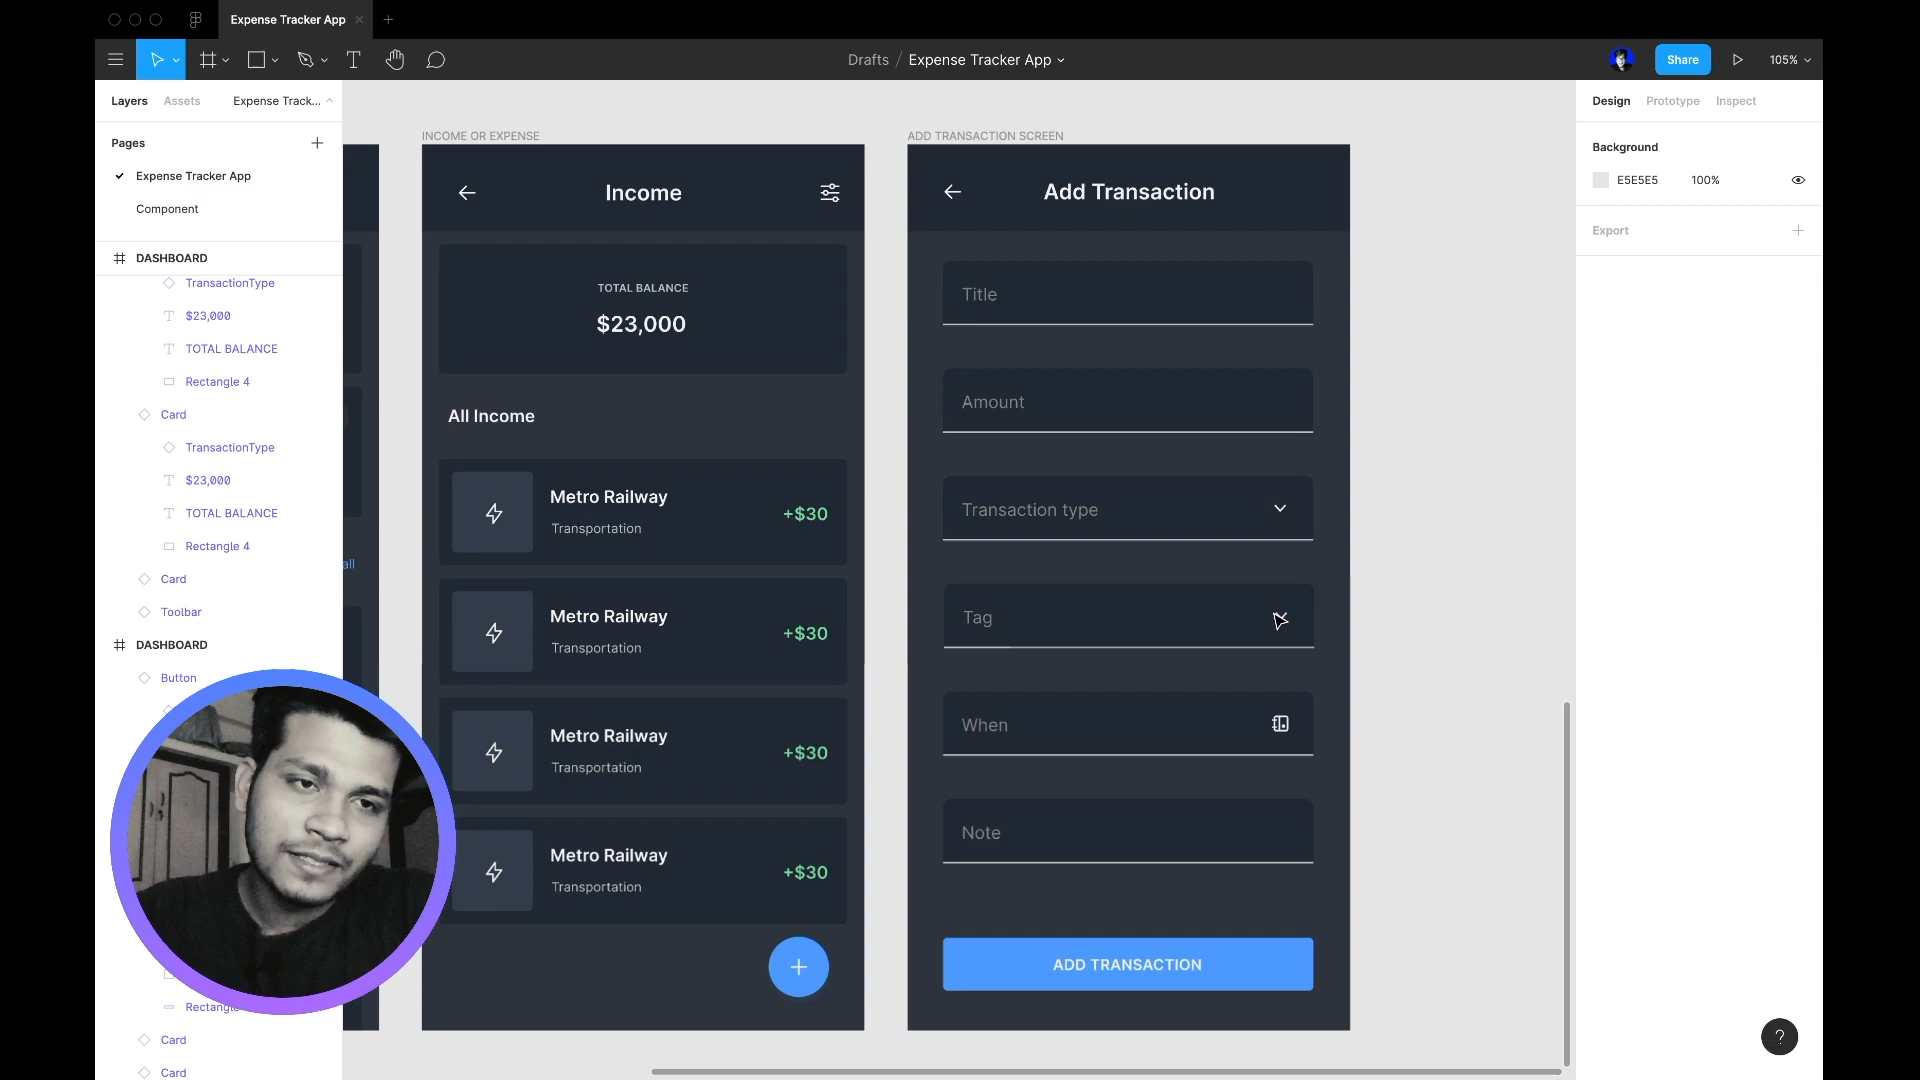 Expense Tracker App
Drafts / Expense Tracker App
Share
105%
Layers
Assets
Expense Track...
Pages
Expense Tracker App
Component
DASHBOARD
TransactionType
$23,000
TOTAL BALANCE
Rectangle 4
Card
TransactionType
$23,000
TOTAL BALANCE
Rectangle 4
Card
Toolbar
DASHBOARD
Button
Card
Card
all
INCOME OR EXPENSE
Income
TOTAL BALANCE
$23,000
All Income
Metro Railway
Transportation
+$30
Metro Railway
Transportation
+$30
Metro Railway
Transportation
+$30
Metro Railway
Transportation
+$30
ADD TRANSACTION SCREEN
Add Transaction
Title
Amount
Transaction type
Tag
When
Note
ADD TRANSACTION
Design
Prototype
Inspect
Background
E5E5E5
100%
Export
?